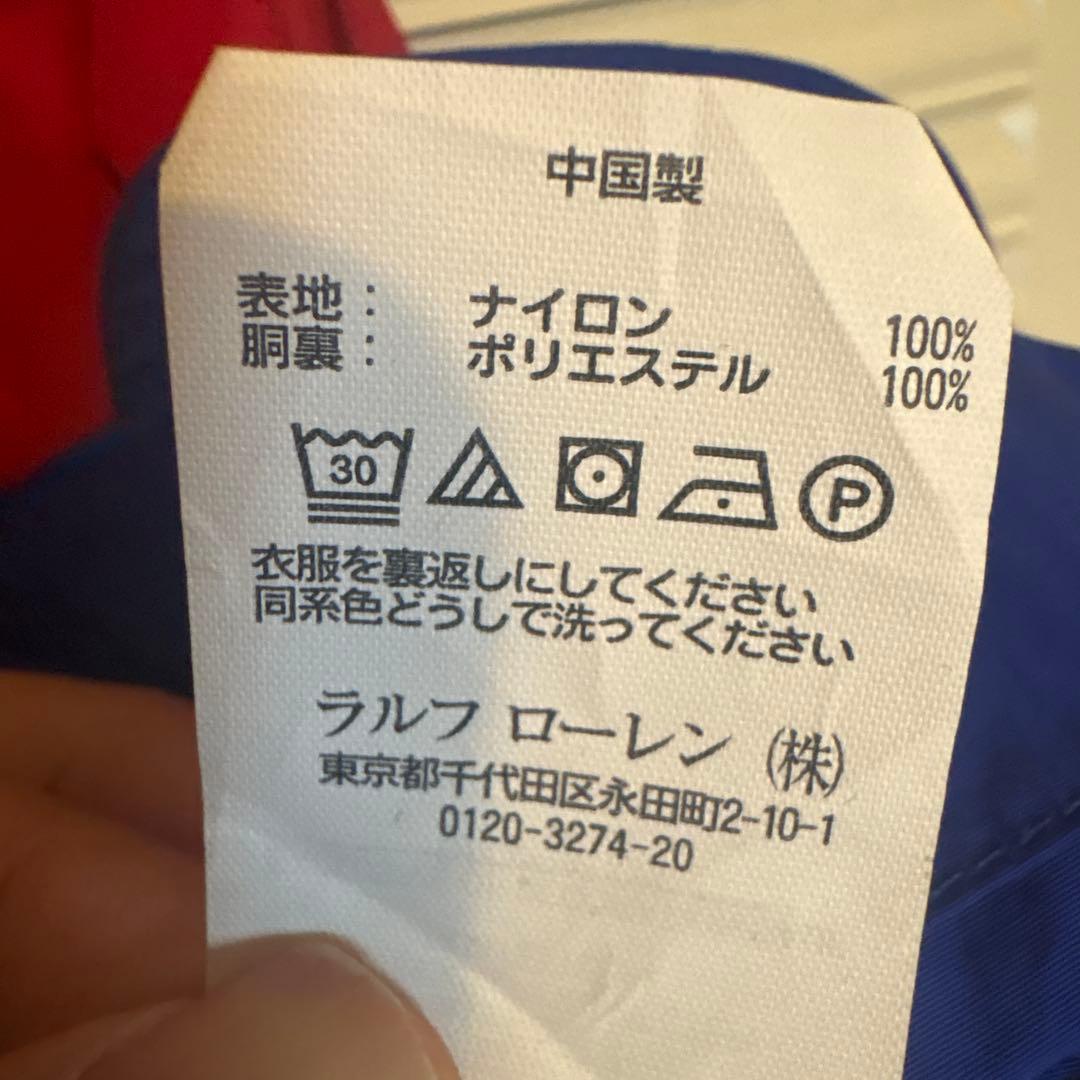 中国製
表地： ナイロン 100%
胴裏： ポリエステル 100%
30 P
衣服を裏返しにしてください
同系色どうしで洗ってください
ラルフ ローレン (株)
東京都千代田区永田町2-10-1
0120-3274-20